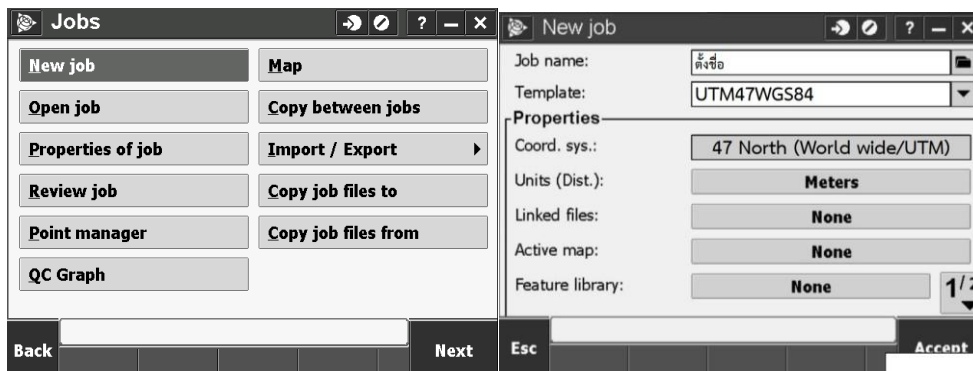 Jobs
?
New job
Map
Open job
Copy between jobs
Properties of job
Import / Export
Review job
Copy job files to
Point manager
Copy job files from
QC Graph
Back
Next
New job
?
Job name:
ตั้งชื่อ
Template:
UTM47WGS84
Properties
Coord. sys.:
47 North (World wide/UTM)
Units (Dist.):
Meters
Linked files:
None
Active map:
None
Feature library:
None
1/2
Esc
Accept